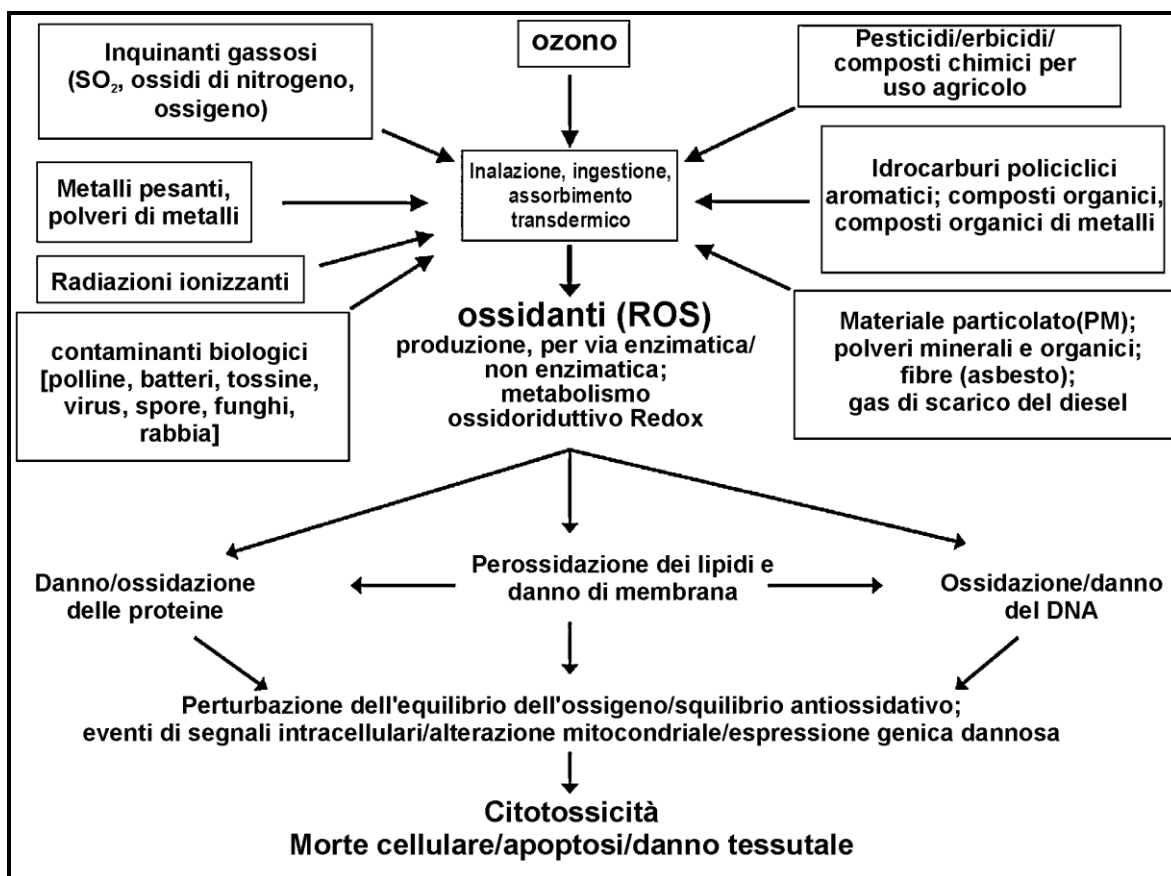 Inquinanti gassosi
(SO₂, ossidi di nitrogeno,
ossigeno)
ozono
Pesticidi/erbicidi/
composti chimici per
uso agricolo
Metalli pesanti,
polveri di metalli
Inalazione, ingestione,
assorbimento
transdermico
Idrocarburi policiclici
aromatici; composti organici,
composti organici di metalli
Radiazioni ionizzanti
contaminanti biologici
[polline, batteri, tossine,
virus, spore, funghi,
rabbia]
ossidanti (ROS)
produzione, per via enzimatica/
non enzimatica;
metabolismo
ossidoriduttivo Redox
Materiale particolato(PM);
polveri minerali e organici;
fibre (asbesto);
gas di scarico del diesel
Danno/ossidazione
delle proteine
Perossidazione dei lipidi e
danno di membrana
Ossidazione/danno
del DNA
Perturbazione dell'equilibrio dell'ossigeno/squilibrio antiossidativo;
eventi di segnali intracellulari/alterazione mitocondriale/espressione genica dannosa
Citotossicità
Morte cellulare/apoptosi/danno tessutale